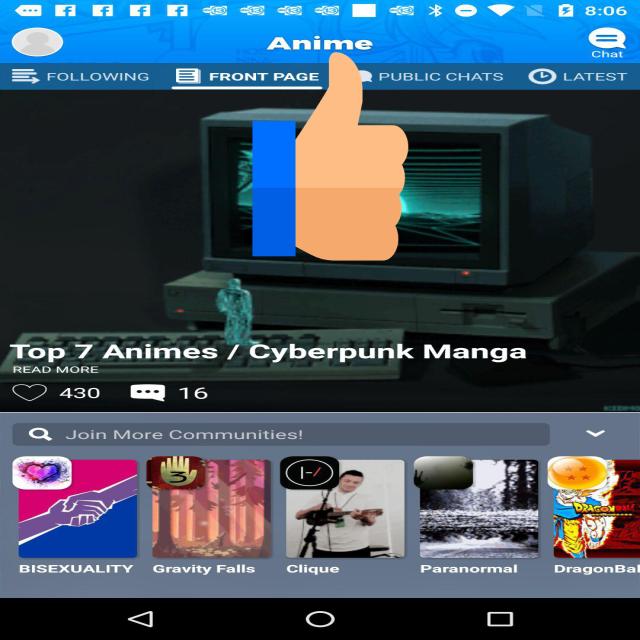 8:06
Anime
Chat
FOLLOWING
FRONT PAGE
PUBLIC CHATS
LATEST
Top 7 Animes / Cyberpunk Manga
READ MORE
430
16
Join More Communities!
3
BISEXUALITY
Gravity Falls
Clique
Paranormal
DragonBal